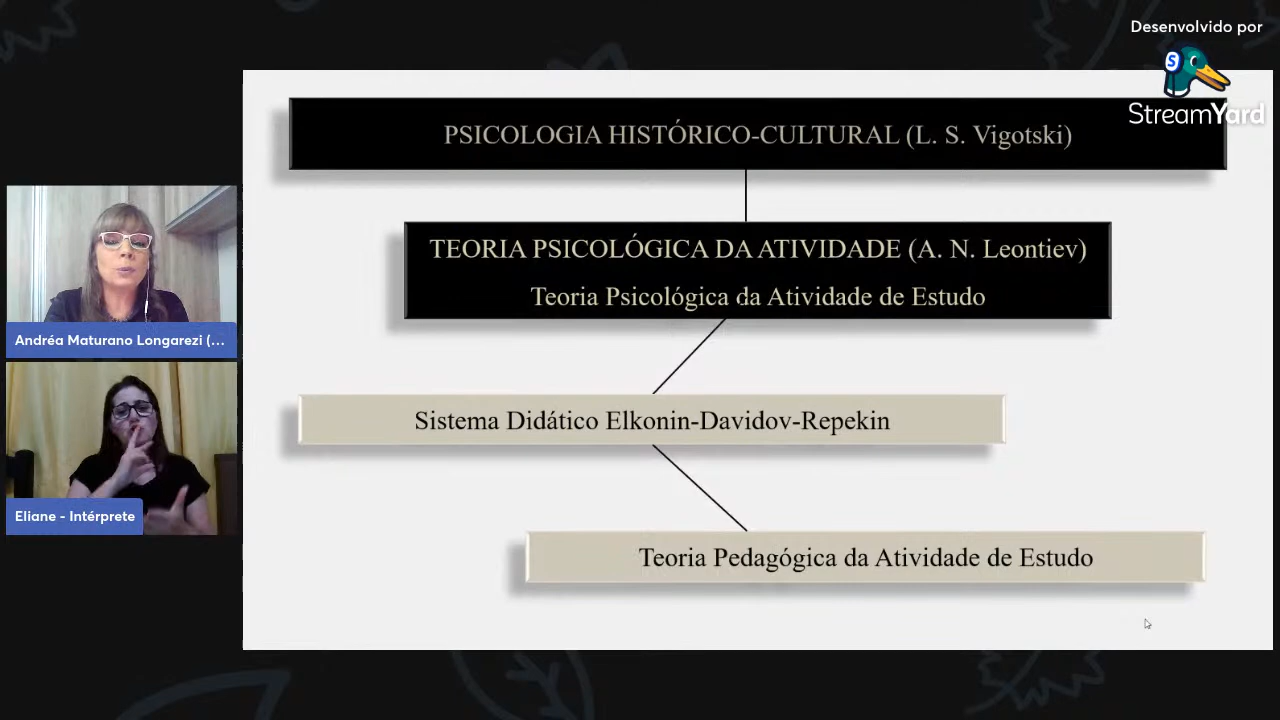 Desenvolvido por
StreamYard
PSICOLOGIA HISTÓRICO-CULTURAL (L. S. Vigotski)
TEORIA PSICOLÓGICA DA ATIVIDADE (A. N. Leontiev)
Teoria Psicológica da Atividade de Estudo
Sistema Didático Elkonin-Davidov-Repekin
Teoria Pedagógica da Atividade de Estudo
Andréa Maturano Longarezi (...
Eliane - Intérprete